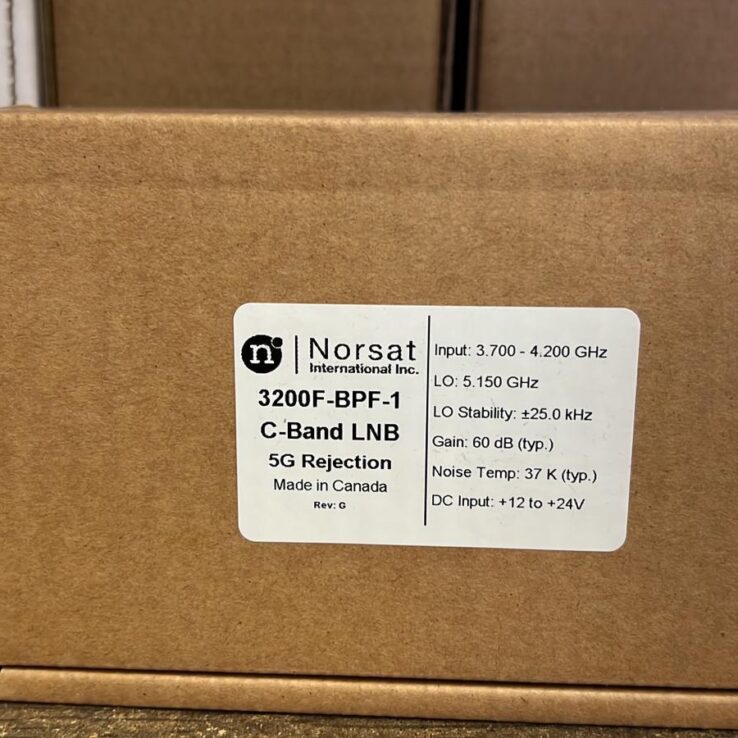 n
Norsat
International Inc.
3200F-BPF-1
C-Band LNB
5G Rejection
Made in Canada
Rev: G
Input: 3.700 - 4.200 GHz
LO: 5.150 GHz
LO Stability: ±25.0 kHz
Gain: 60 dB (typ.)
Noise Temp: 37 K (typ.)
DC Input: +12 to +24V